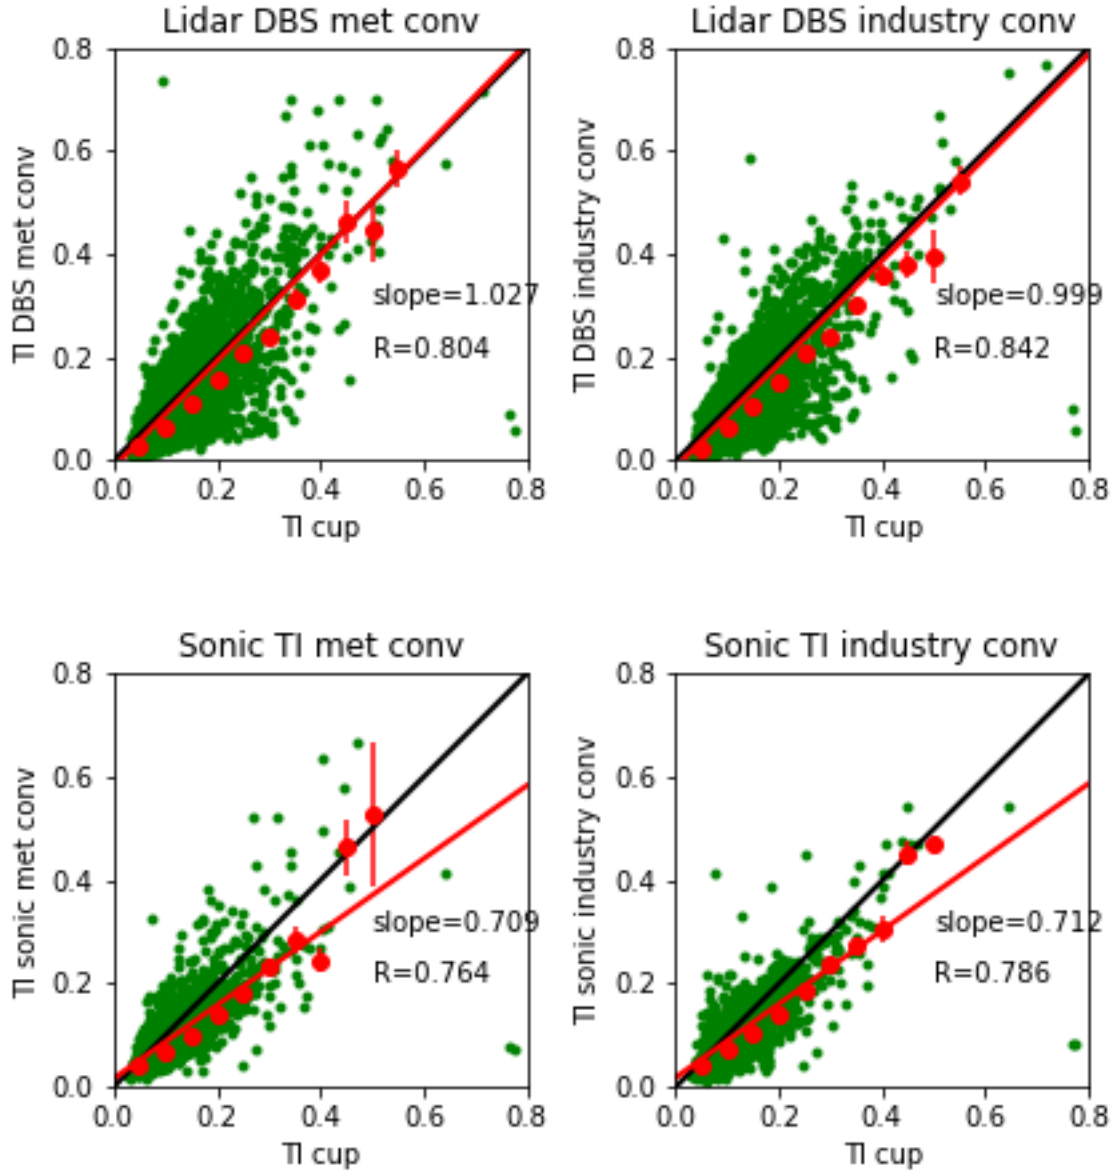 Lidar DBS met conv
0.8
0.6
0.4
0.2
0.0
TI DBS met conv
slope=1.027
R=0.804
0.0 0.2 0.4 0.6 0.8
TI cup
Lidar DBS industry conv
0.8
0.6
0.4
0.2
0.0
TI DBS industry conv
slope=0.999
R=0.842
0.0 0.2 0.4 0.6 0.8
TI cup
Sonic TI met conv
0.8
0.6
0.4
0.2
0.0
TI sonic met conv
slope=0.709
R=0.764
0.0 0.2 0.4 0.6 0.8
TI cup
Sonic TI industry conv
0.8
0.6
0.4
0.2
0.0
TI sonic industry conv
slope=0.712
R=0.786
0.0 0.2 0.4 0.6 0.8
TI cup